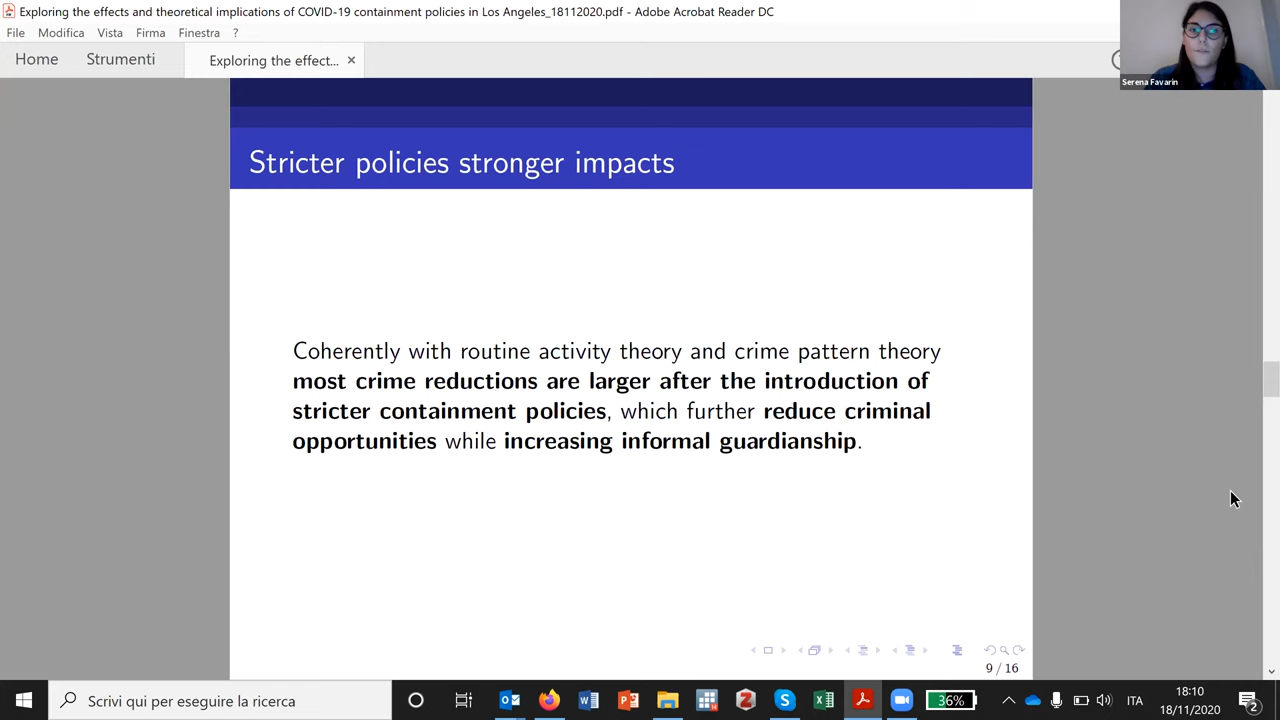 Exploring the effects and theoretical implications of COVID-19 containment policies in Los Angeles_18112020.pdf - Adobe Acrobat Reader DC
File Modifica Vista Firma Finestra ?
Home Strumenti Exploring the effect... ×
Serena Favarin
Stricter policies stronger impacts
Coherently with routine activity theory and crime pattern theory
most crime reductions are larger after the introduction of
stricter containment policies, which further reduce criminal
opportunities while increasing informal guardianship.
9 / 16
Scrivi qui per eseguire la ricerca
36%
ITA
18:10
18/11/2020
2